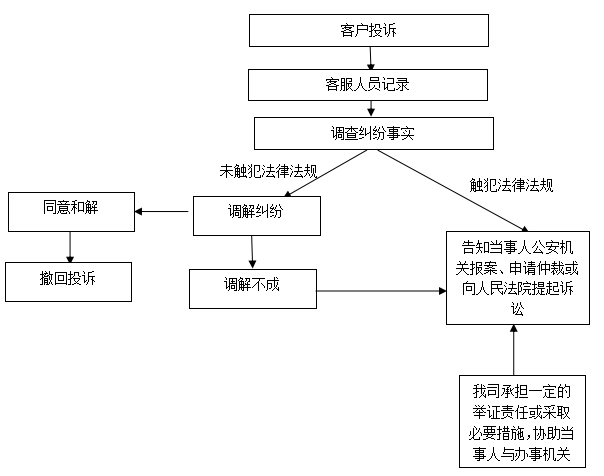 客户投诉
客服人员记录
调查纠纷事实
未触犯法律法规
触犯法律法规
同意和解
调解纠纷
告知当事人公安机
关报案、申请仲裁或
向人民法院提起诉
讼
撤回投诉
调解不成
我司承担一定的
举证责任或采取
必要措施,协助当
事人与办事机关